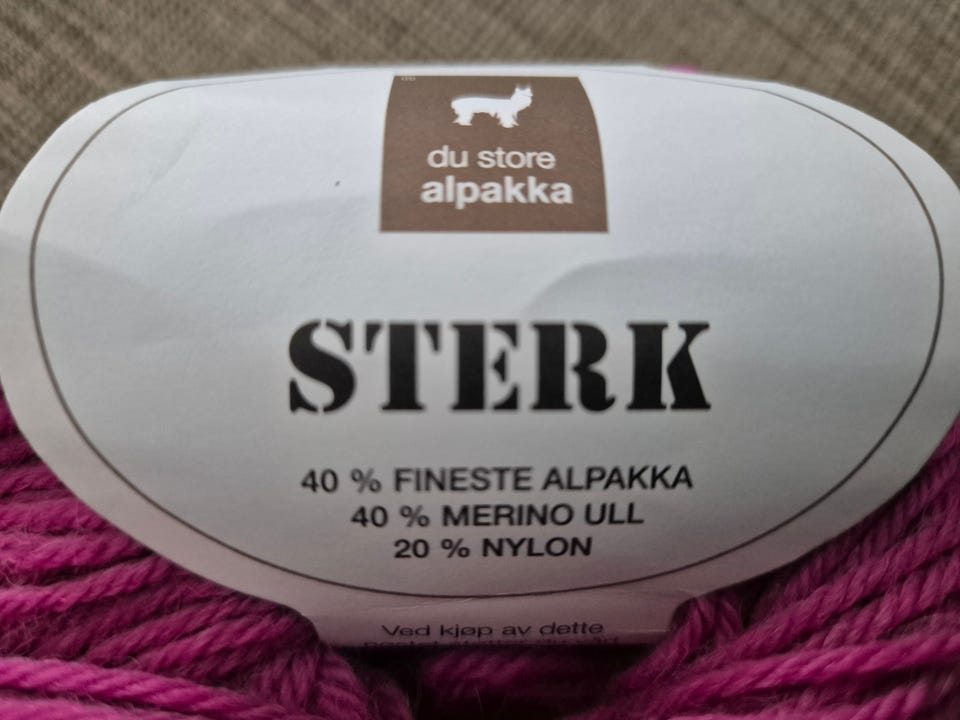 du store
alpakka
STERK
40 % FINESTE ALPAKKA
40 % MERINO ULL
20 % NYLON
Ved kjøp av dette